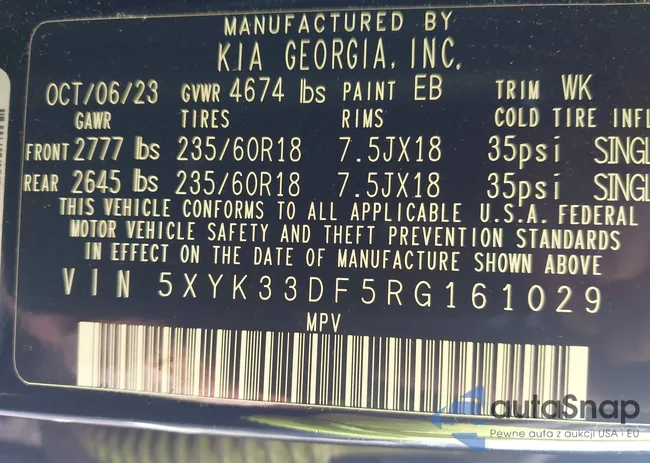 MANUFACTURED BY
KIA GEORGIA, INC.
OCT/06/23 GVWR 4674 lbs PAINT EB TRIM WK
GAWR TIRES RIMS COLD TIRE INFL
FRONT 2777 lbs 235/60R18 7.5JX18 35psi SINGL
REAR 2645 lbs 235/60R18 7.5JX18 35psi SINGL
THIS VEHICLE CONFORMS TO ALL APPLICABLE U.S.A. FEDERAL
MOTOR VEHICLE SAFETY AND THEFT PREVENTION STANDARDS
IN EFFECT ON THE DATE OF MANUFACTURE SHOWN ABOVE
VIN 5XYK33DF5RG161029
MPV
autoSnap
Pewne auta z aukcji USA i EU